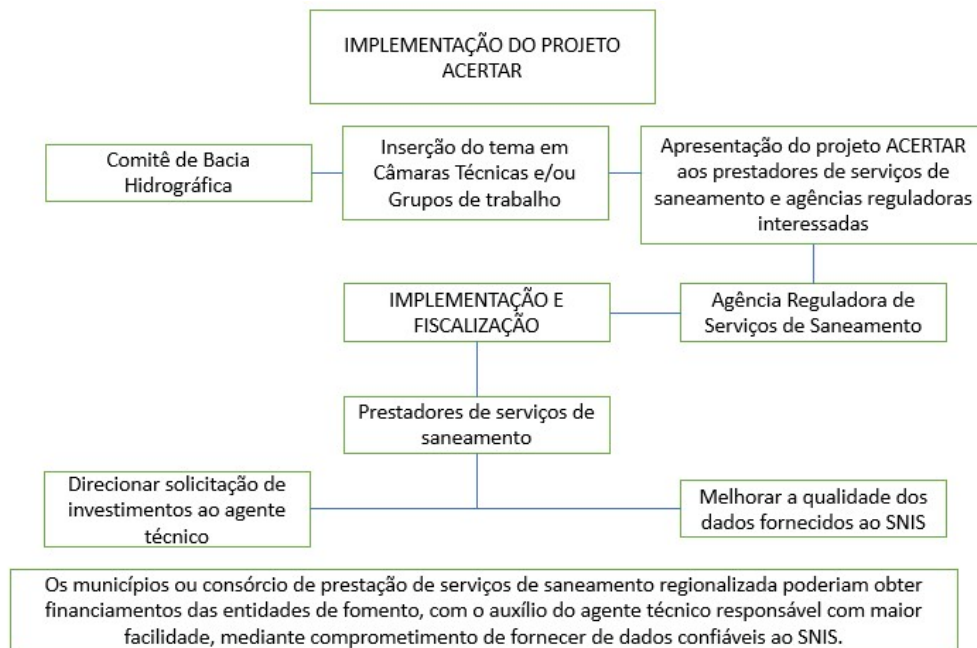 IMPLEMENTAÇÃO DO PROJETO
ACERTAR
Comitê de Bacia
Hidrográfica
Inserção do tema em
Câmaras Técnicas e/ou
Grupos de trabalho
Apresentação do projeto ACERTAR
aos prestadores de serviços de
saneamento e agências reguladoras
interessadas
IMPLEMENTAÇÃO E
FISCALIZAÇÃO
Agência Reguladora de
Serviços de Saneamento
Prestadores de serviços de
saneamento
Direcionar solicitação de
investimentos ao agente
técnico
Melhorar a qualidade dos
dados fornecidos ao SNIS
Os municípios ou consórcio de prestação de serviços de saneamento regionalizada poderiam obter
financiamentos das entidades de fomento, com o auxílio do agente técnico responsável com maior
facilidade, mediante comprometimento de fornecer de dados confiáveis ao SNIS.